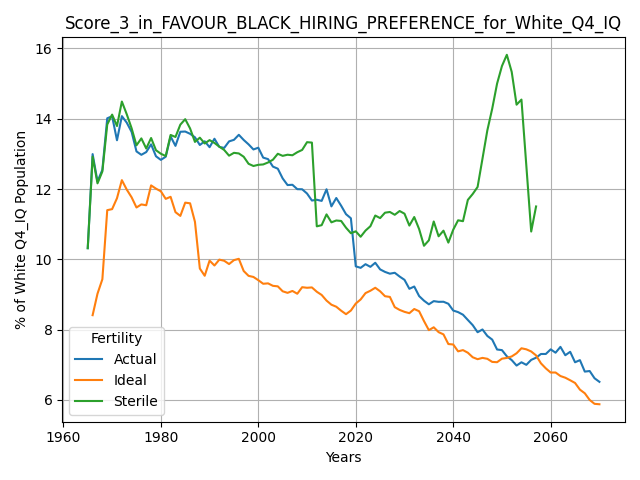 Score_3_in_FAVOUR_BLACK_HIRING_PREFERENCE_for_White_Q4_IQ
% of White Q4_IQ Population
16
14
12
10
8
6
Fertility
Actual
Ideal
Sterile
1960 1980 2000 2020 2040 2060
Years